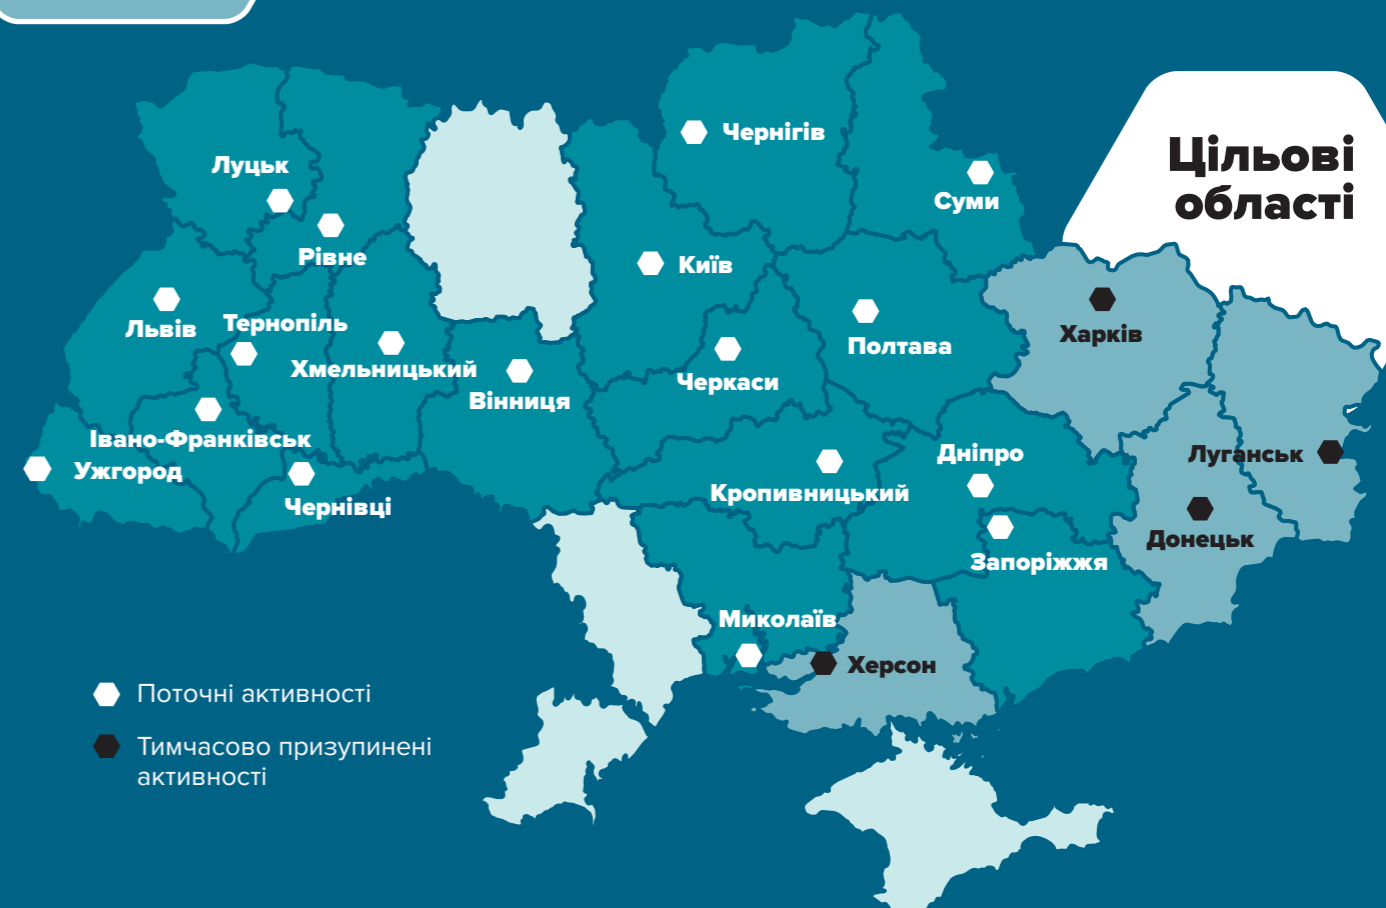 Цільові
області
Чернігів
Луцьк
Суми
Рівне
Київ
Тернопіль
Львів
Харків
Полтава
Хмельницький
Черкаси
Вінниця
Івано-Франківськ
Дніпро
Луганськ
Ужгород
Кропивницький
Чернівці
Донецьк
Запоріжжя
Миколаїв
Херсон
Поточні активності
Тимчасово призупинені
активності